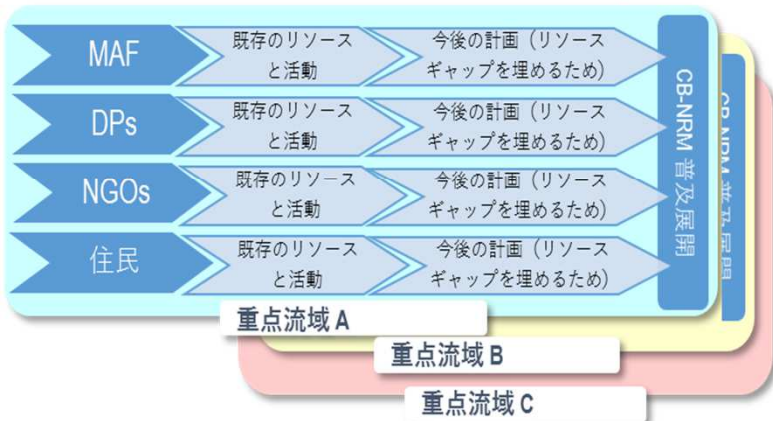 MAF
既存のリソース
と活動
今後の計画（リソース
ギャップを埋めるため）
DPs
既存のリソース
と活動
今後の計画（リソース
ギャップを埋めるため）
NGOs
既存のリソース
と活動
今後の計画（リソース
ギャップを埋めるため）
住民
既存のリソース
と活動
今後の計画（リソース
ギャップを埋めるため）
CB-NRM 普及展開
CB-NRM 普及展開
重点流域 A
重点流域 B
重点流域 C